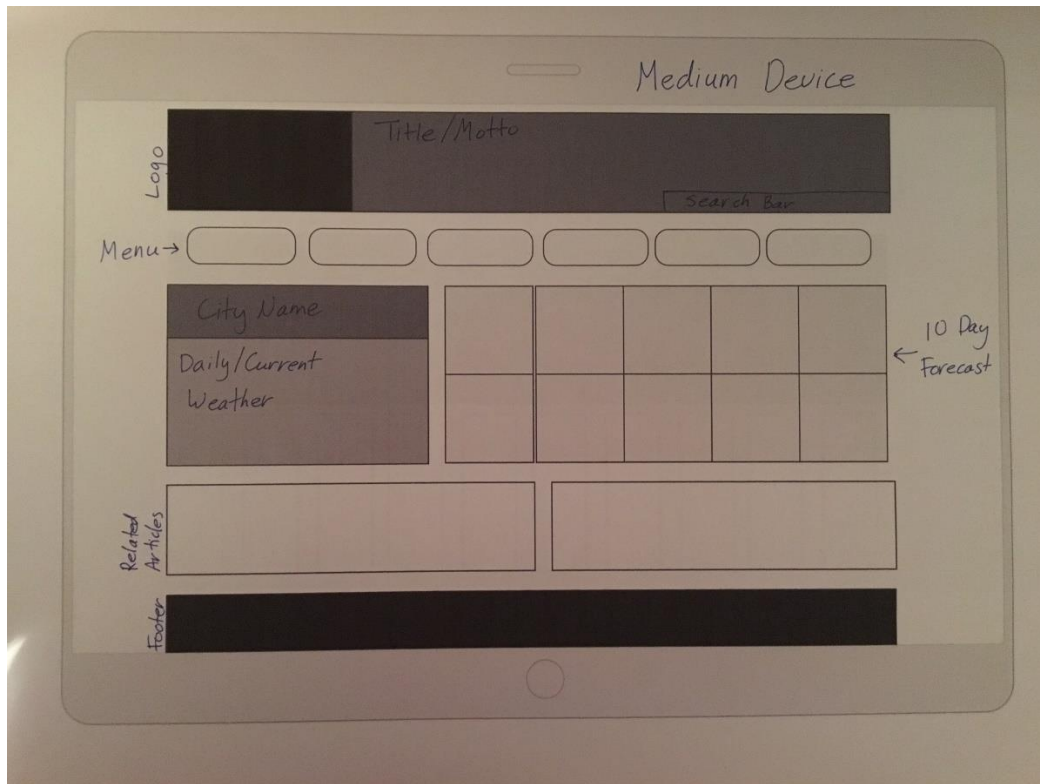 Medium Device
Title/Motto
Logo
Search Bar
Menu→
City Name
Daily/Current
Weather
10 Day
← Forecast
Related
Articles
Footer